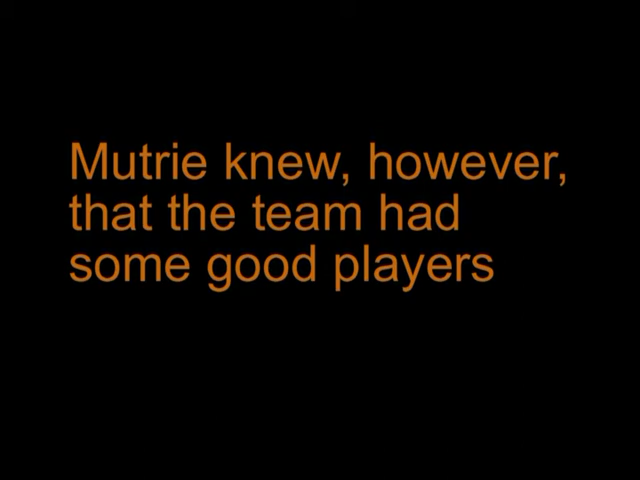 Mutrie knew, however,
that the team had
some good players